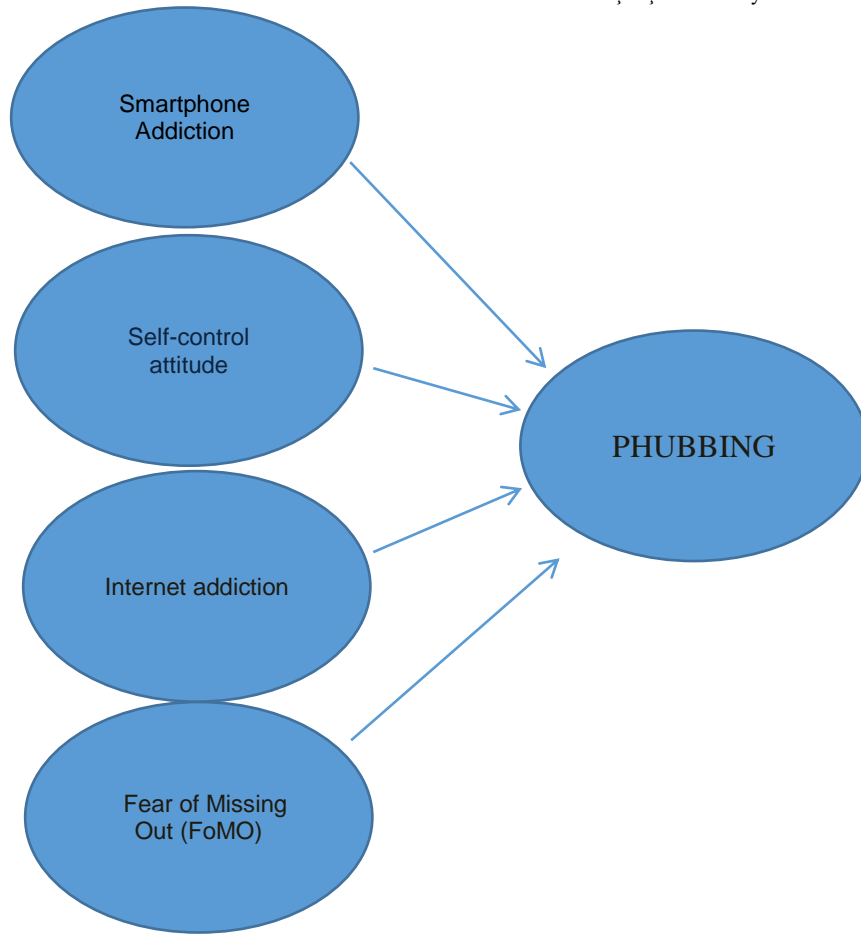 Smartphone
Addiction
Self-control
attitude
PHUBBING
Internet addiction
Fear of Missing
Out (FoMO)